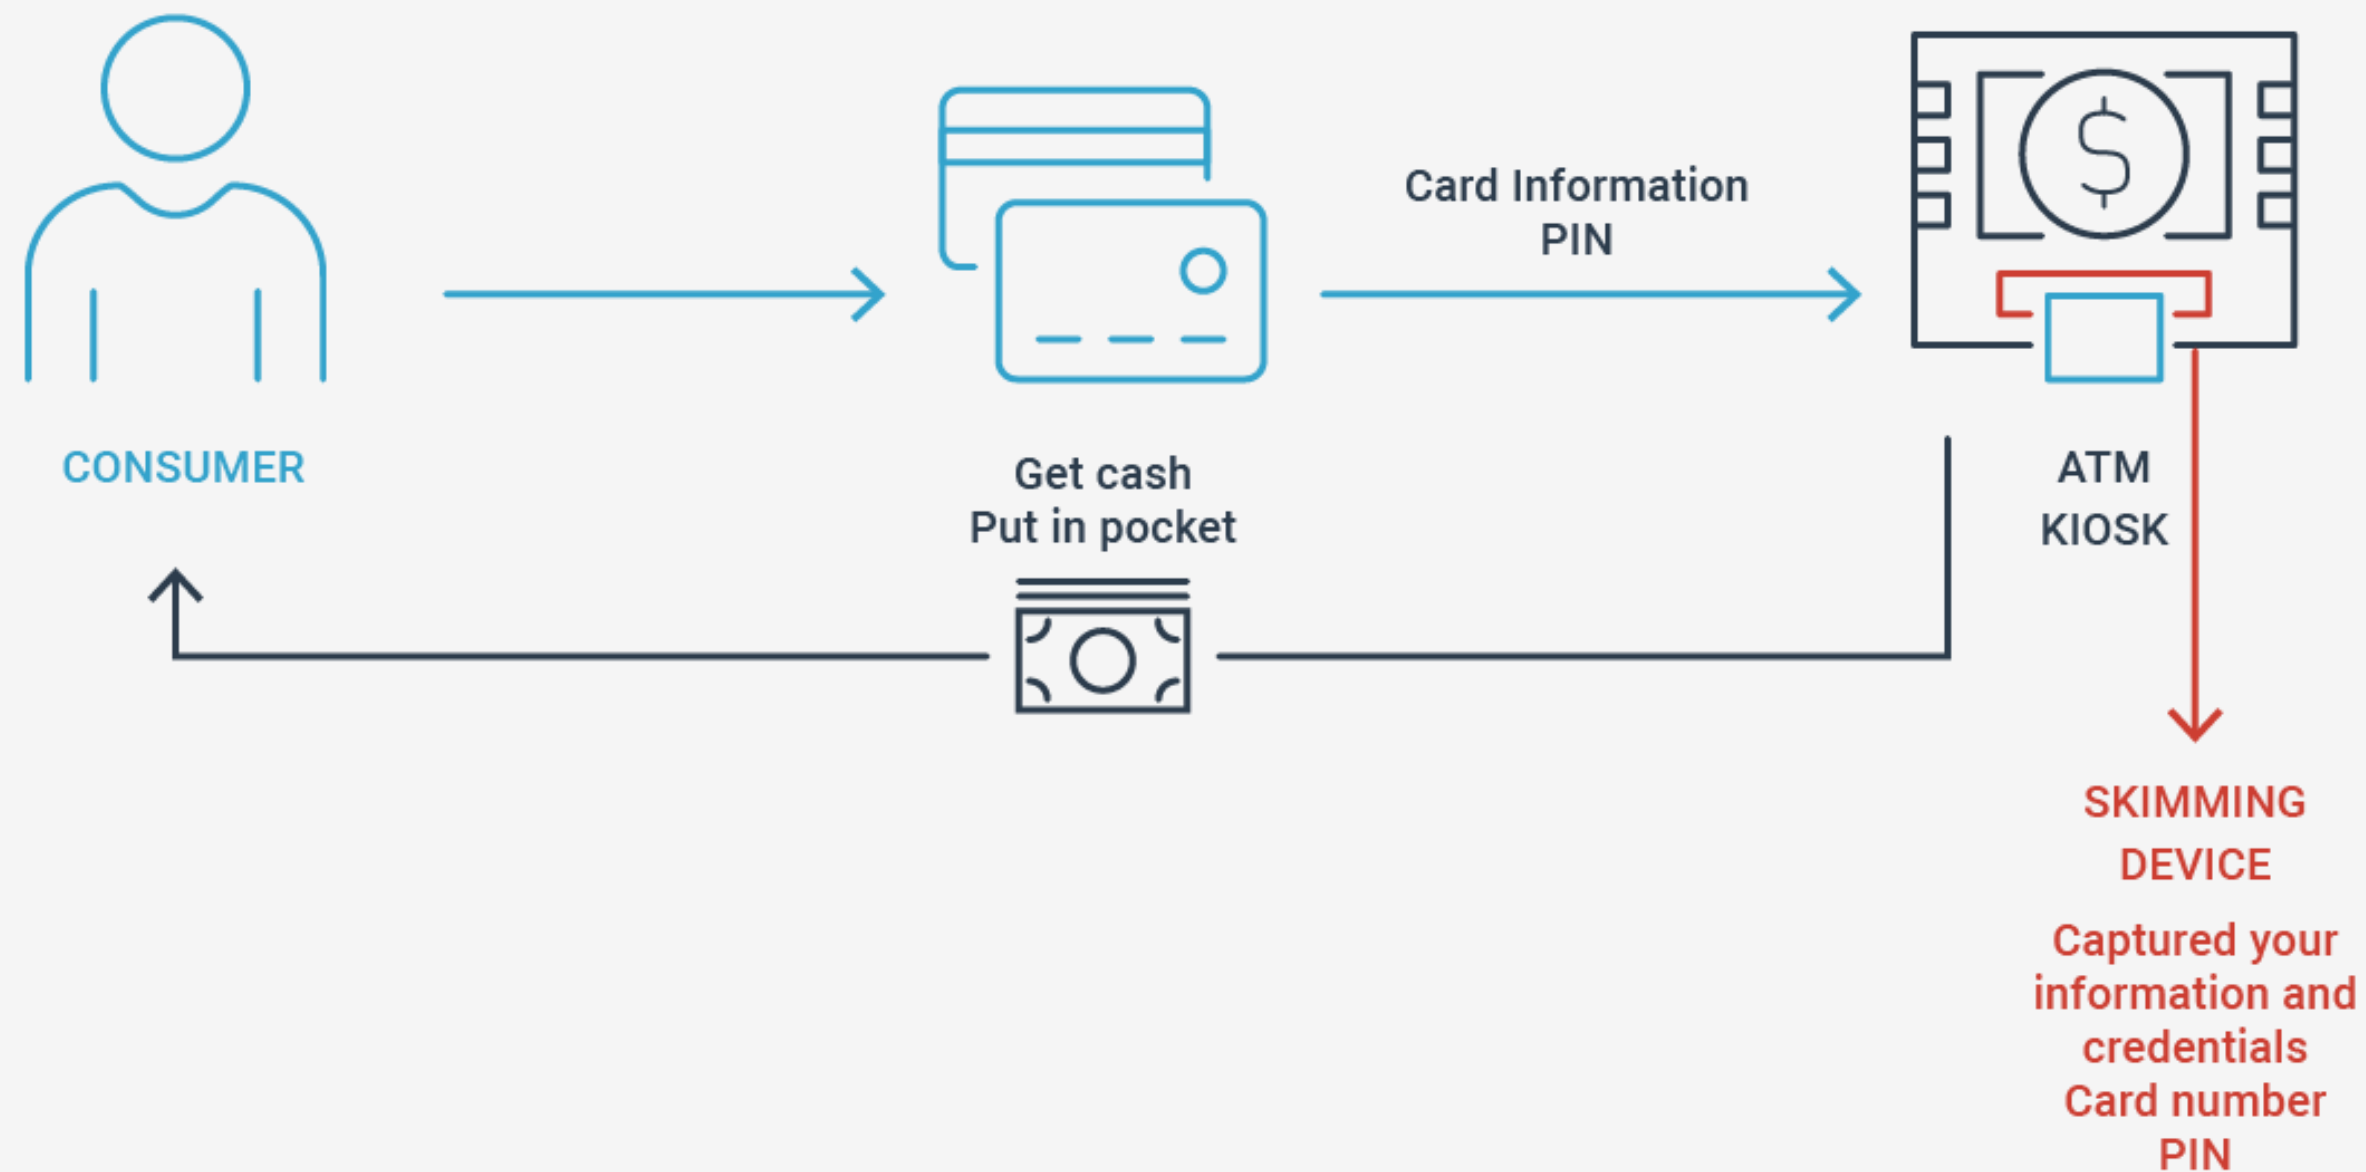 Card Information
PIN
CONSUMER
Get cash
Put in pocket
ATM
KIOSK
SKIMMING
DEVICE
Captured your
information and
credentials
Card number
PIN